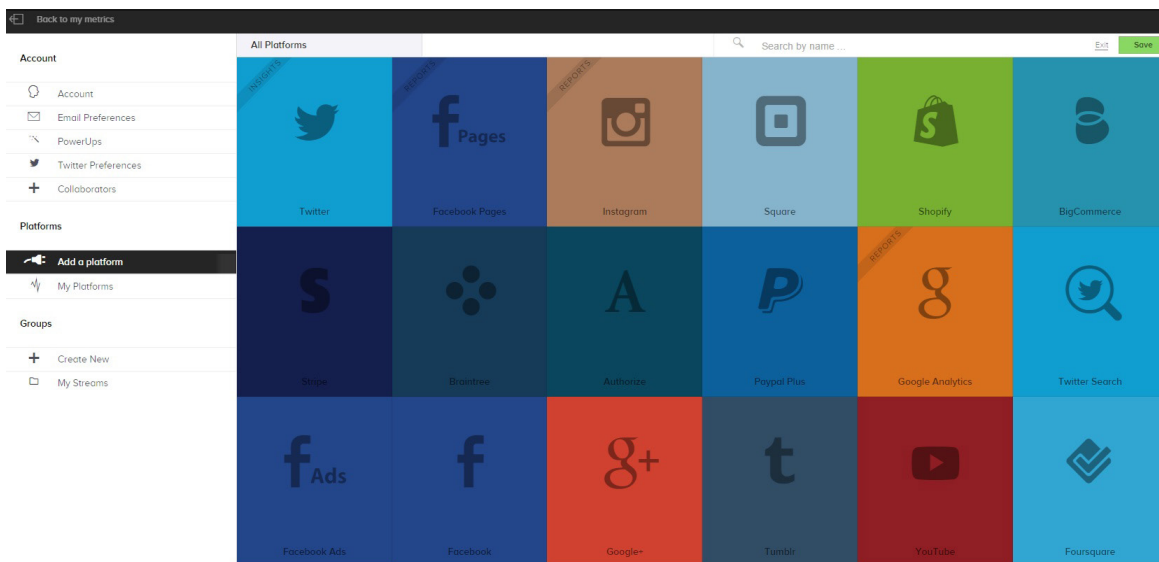 Back to my metrics
Account
Account
Email Preferences
PowerUps
Twitter Preferences
Collaborators
Platforms
Add a platform
My Platforms
Groups
Create New
My Streams
All Platforms
Search by name ...
Exit
Save
INSIGHTS
Twitter
REPORTS
f Pages
Facebook Pages
REPORTS
Instagram
Square
S
Shopify
B
BigCommerce
S
Stripe
Braintree
A
Authorize
P
Paypal Plus
REPORTS
g
Google Analytics
Twitter Search
f Ads
Facebook Ads
f
Facebook
g+
Google+
t
Tumblr
YouTube
Foursquare